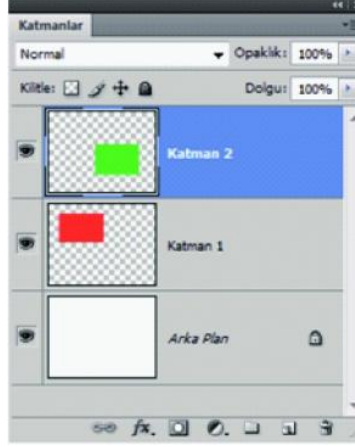 Katmanlar
Normal Opaklık: 100%
Kilitle: Dolgu: 100%
Katman 2
Katman 1
Arka Plan
fx.